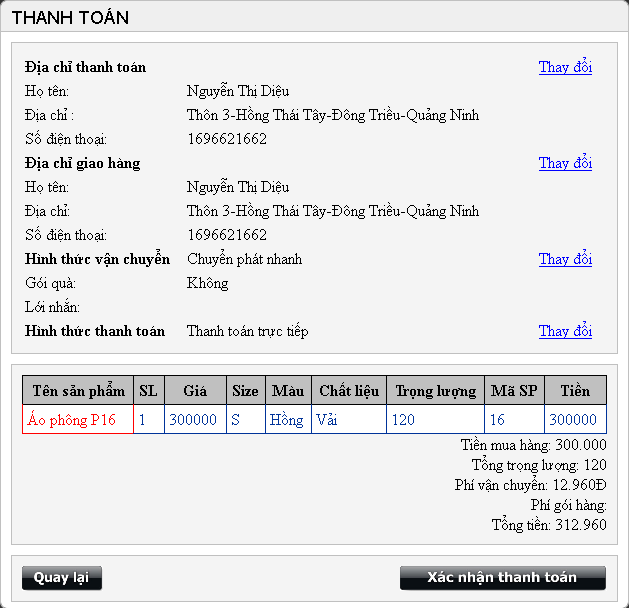 THANH TOÁN
Địa chỉ thanh toán Thay đổi
Họ tên: Nguyễn Thị Diệu
Địa chỉ : Thôn 3-Hồng Thái Tây-Đông Triều-Quảng Ninh
Số điện thoại: 1696621662
Địa chỉ giao hàng Thay đổi
Họ tên: Nguyễn Thị Diệu
Địa chỉ: Thôn 3-Hồng Thái Tây-Đông Triều-Quảng Ninh
Số điện thoại: 1696621662
Hình thức vận chuyển Chuyển phát nhanh Thay đổi
Gói quà: Không
Lới nhắn:
Hình thức thanh toán Thanh toán trực tiếp Thay đổi
Tên sản phẩm SL Giá Size Màu Chất liệu Trọng lượng Mã SP Tiền
Áo phông P16 1 300000 S Hồng Vải 120 16 300000
Tiền mua hàng: 300.000
Tổng trọng lượng: 120
Phí vận chuyển: 12.960Đ
Phí gói hàng:
Tổng tiền: 312.960
Quay lại Xác nhận thanh toán